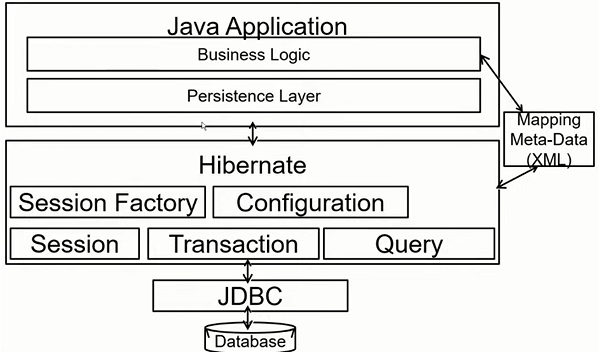 Java Application
Business Logic
Persistence Layer
Mapping
Meta-Data
(XML)
Hibernate
Session Factory
Configuration
Session
Transaction
Query
JDBC
Database